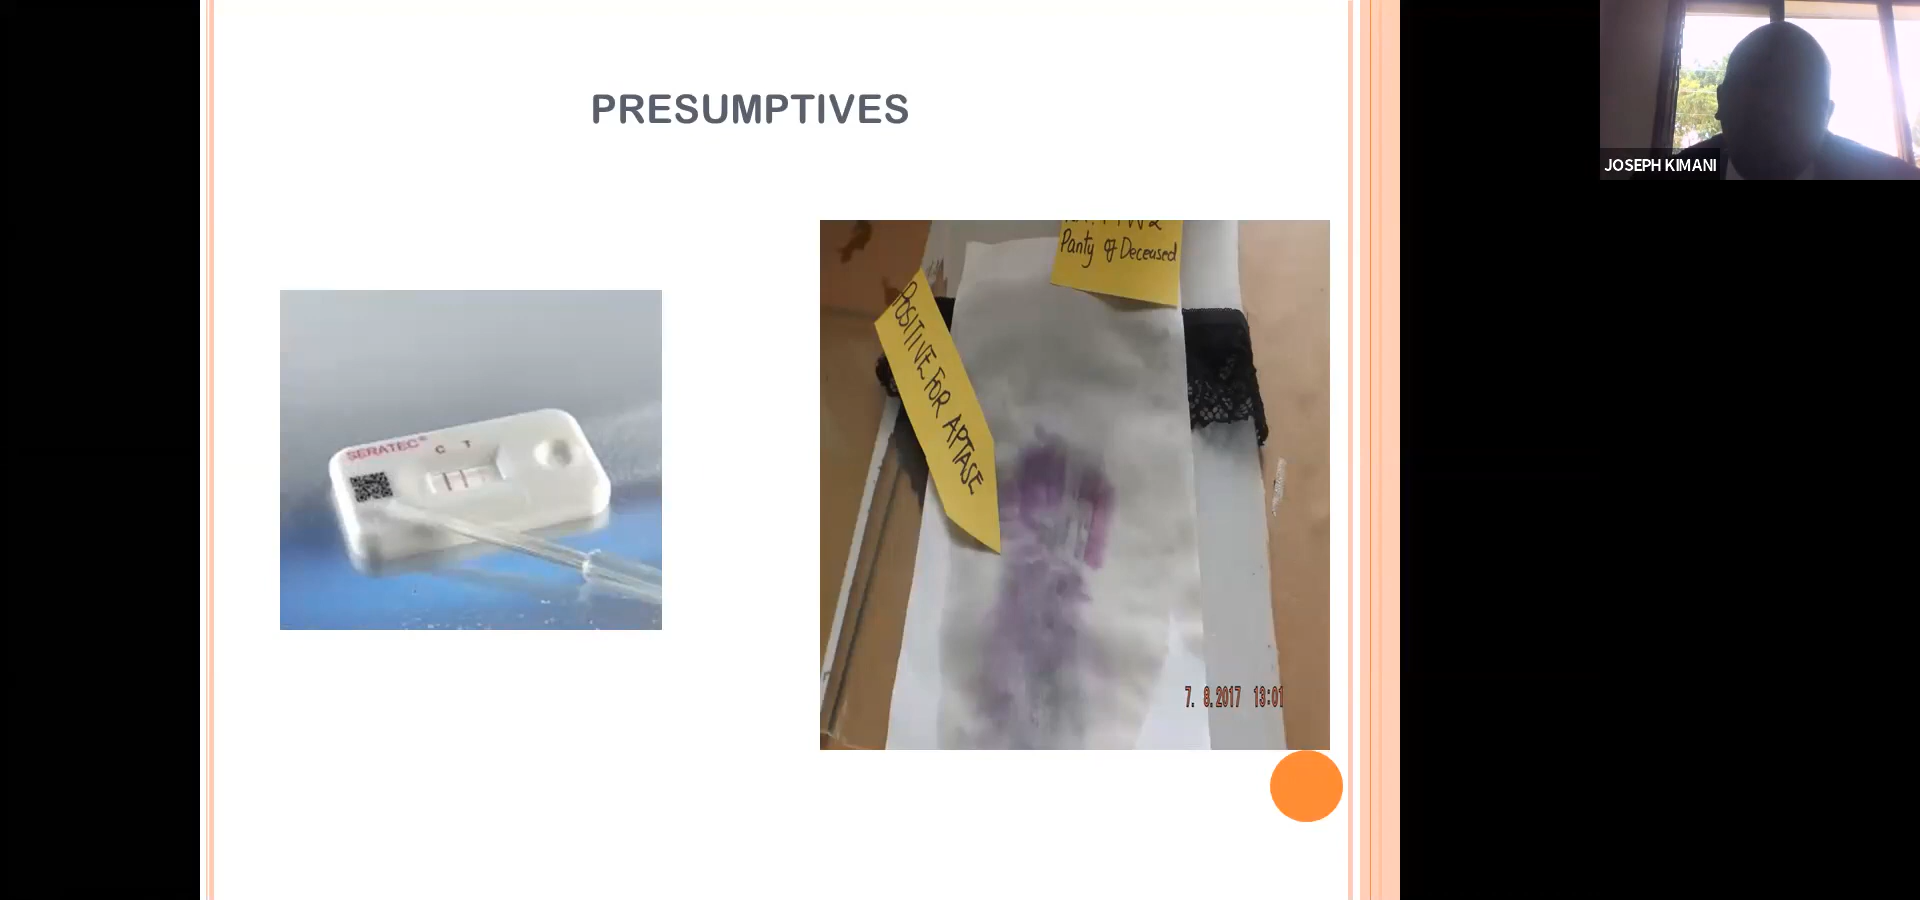 PRESUMPTIVES
JOSEPH KIMANI
SERATEC®
C T
Panty of Deceased
POSITIVE FOR APTASE
7. 8.2017 13:01